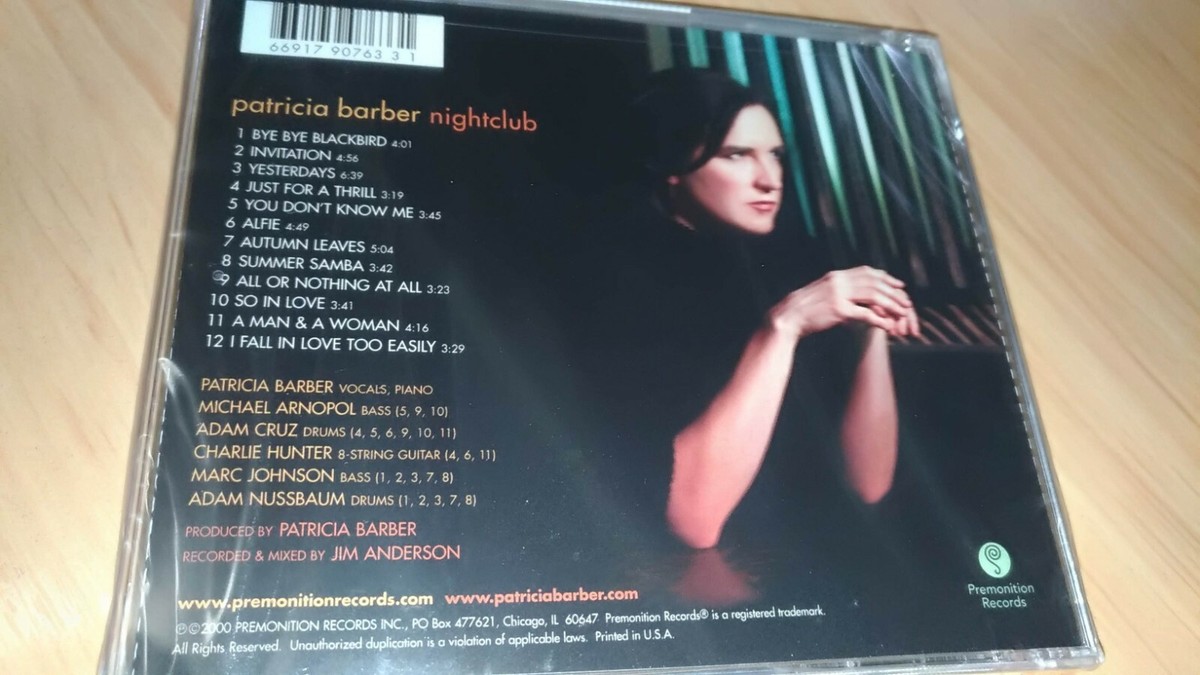 66917 90763 3 1
patricia barber nightclub
1 BYE BYE BLACKBIRD 4:01
2 INVITATION 4:56
3 YESTERDAYS 6:39
4 JUST FOR A THRILL 3:19
5 YOU DON'T KNOW ME 3:45
6 ALFIE 4:49
7 AUTUMN LEAVES 5:04
8 SUMMER SAMBA 3:42
9 ALL OR NOTHING AT ALL 3:23
10 SO IN LOVE 3:41
11 A MAN & A WOMAN 4:16
12 I FALL IN LOVE TOO EASILY 3:29
PATRICIA BARBER VOCALS, PIANO
MICHAEL ARNOPOL BASS (5, 9, 10)
ADAM CRUZ DRUMS (4, 5, 6, 9, 10, 11)
CHARLIE HUNTER 8-STRING GUITAR (4, 6, 11)
MARC JOHNSON BASS (1, 2, 3, 7, 8)
ADAM NUSSBAUM DRUMS (1, 2, 3, 7, 8)
PRODUCED BY PATRICIA BARBER
RECORDED & MIXED BY JIM ANDERSON
www.premonitionrecords.com www.patriciabarber.com
℗©2000 PREMONITION RECORDS INC., PO Box 477621, Chicago, IL 60647 Premonition Records® is a registered trademark.
All Rights Reserved. Unauthorized duplication is a violation of applicable laws. Printed in U.S.A.
Premonition
Records